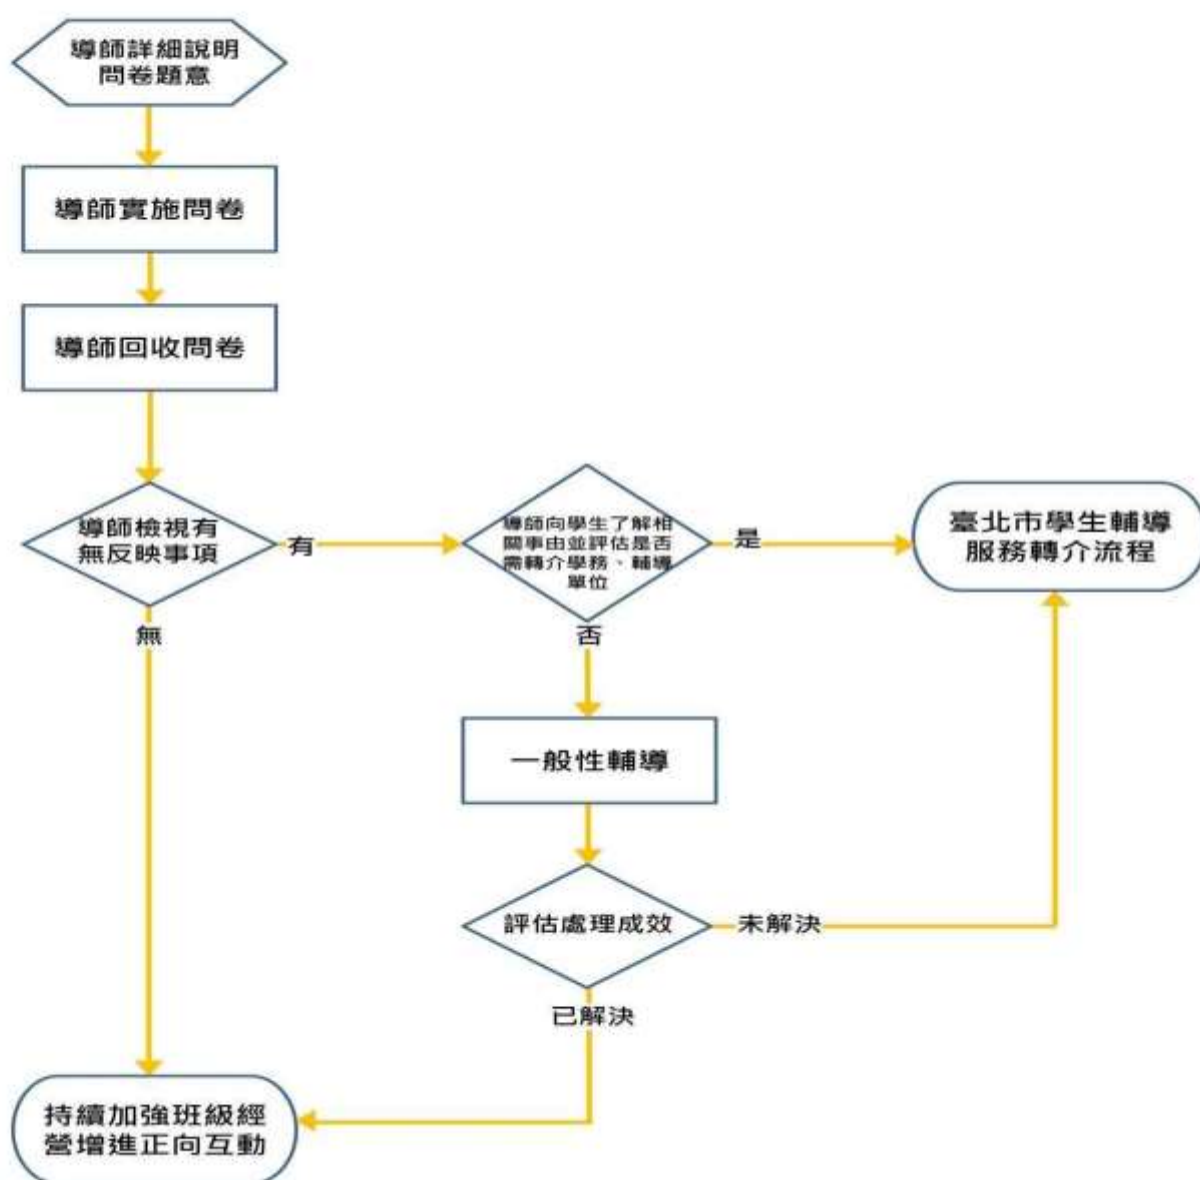 導師詳細說明
問卷題意
導師實施問卷
導師回收問卷
導師檢視有
無反映事項
有
無
導師向學生了解相
關事由並評估是否
需轉介學務、輔導
單位
是
否
臺北市學生輔導
服務轉介流程
一般性輔導
評估處理成效
未解決
已解決
持續加強班級經
營增進正向互動